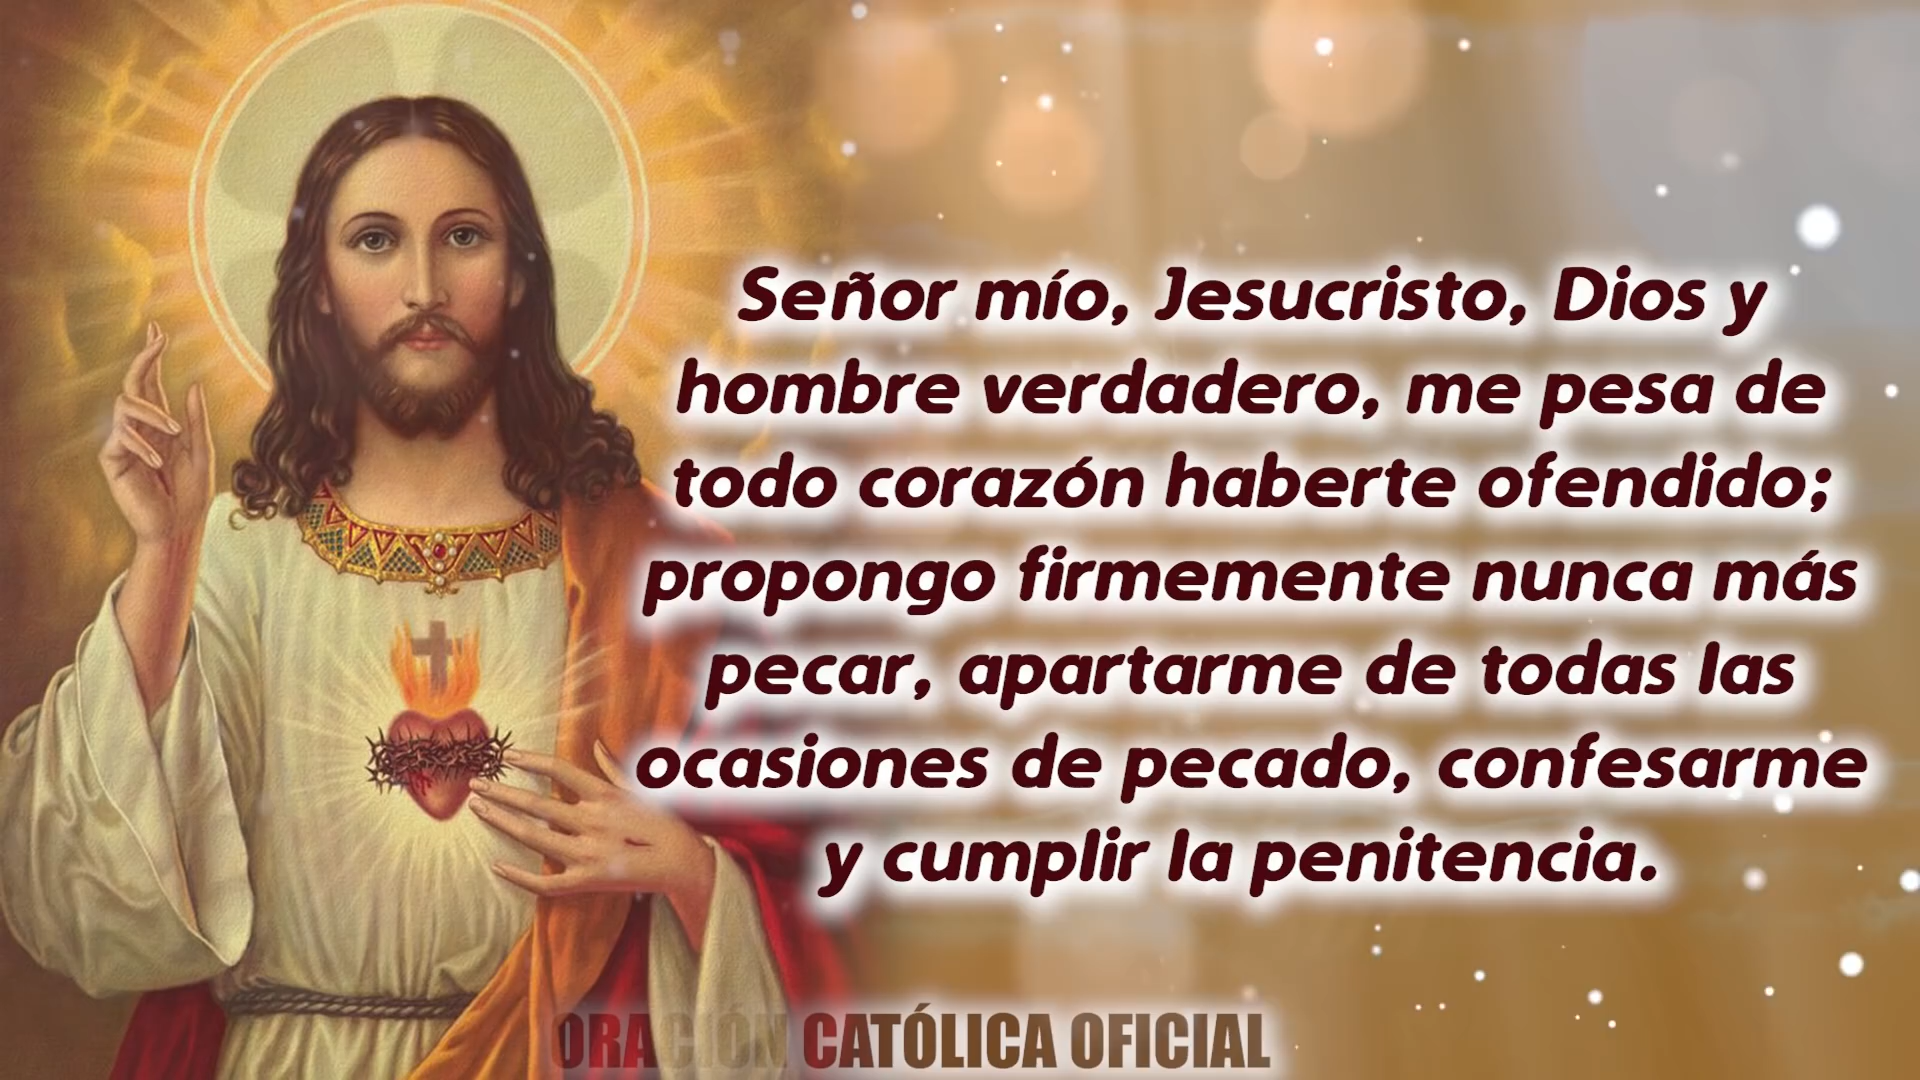 Señor mío, Jesucristo, Dios y
hombre verdadero, me pesa de
todo corazón haberte ofendido;
propongo firmemente nunca más
pecar, apartarme de todas las
ocasiones de pecado, confesarme
y cumplir la penitencia.
ORACIÓN CATÓLICA OFICIAL